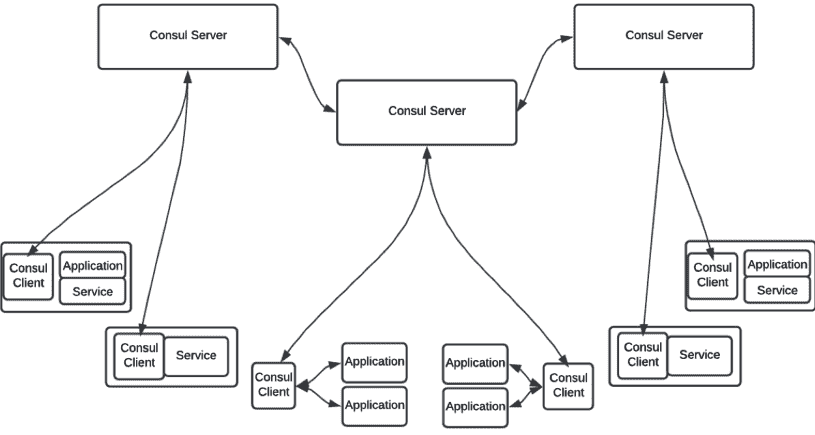 Consul Server
Consul Server
Consul Server
Consul
Client
Application
Service
Consul
Client
Application
Service
Consul
Client
Service
Consul
Client
Service
Consul
Client
Application
Application
Application
Application
Consul
Client